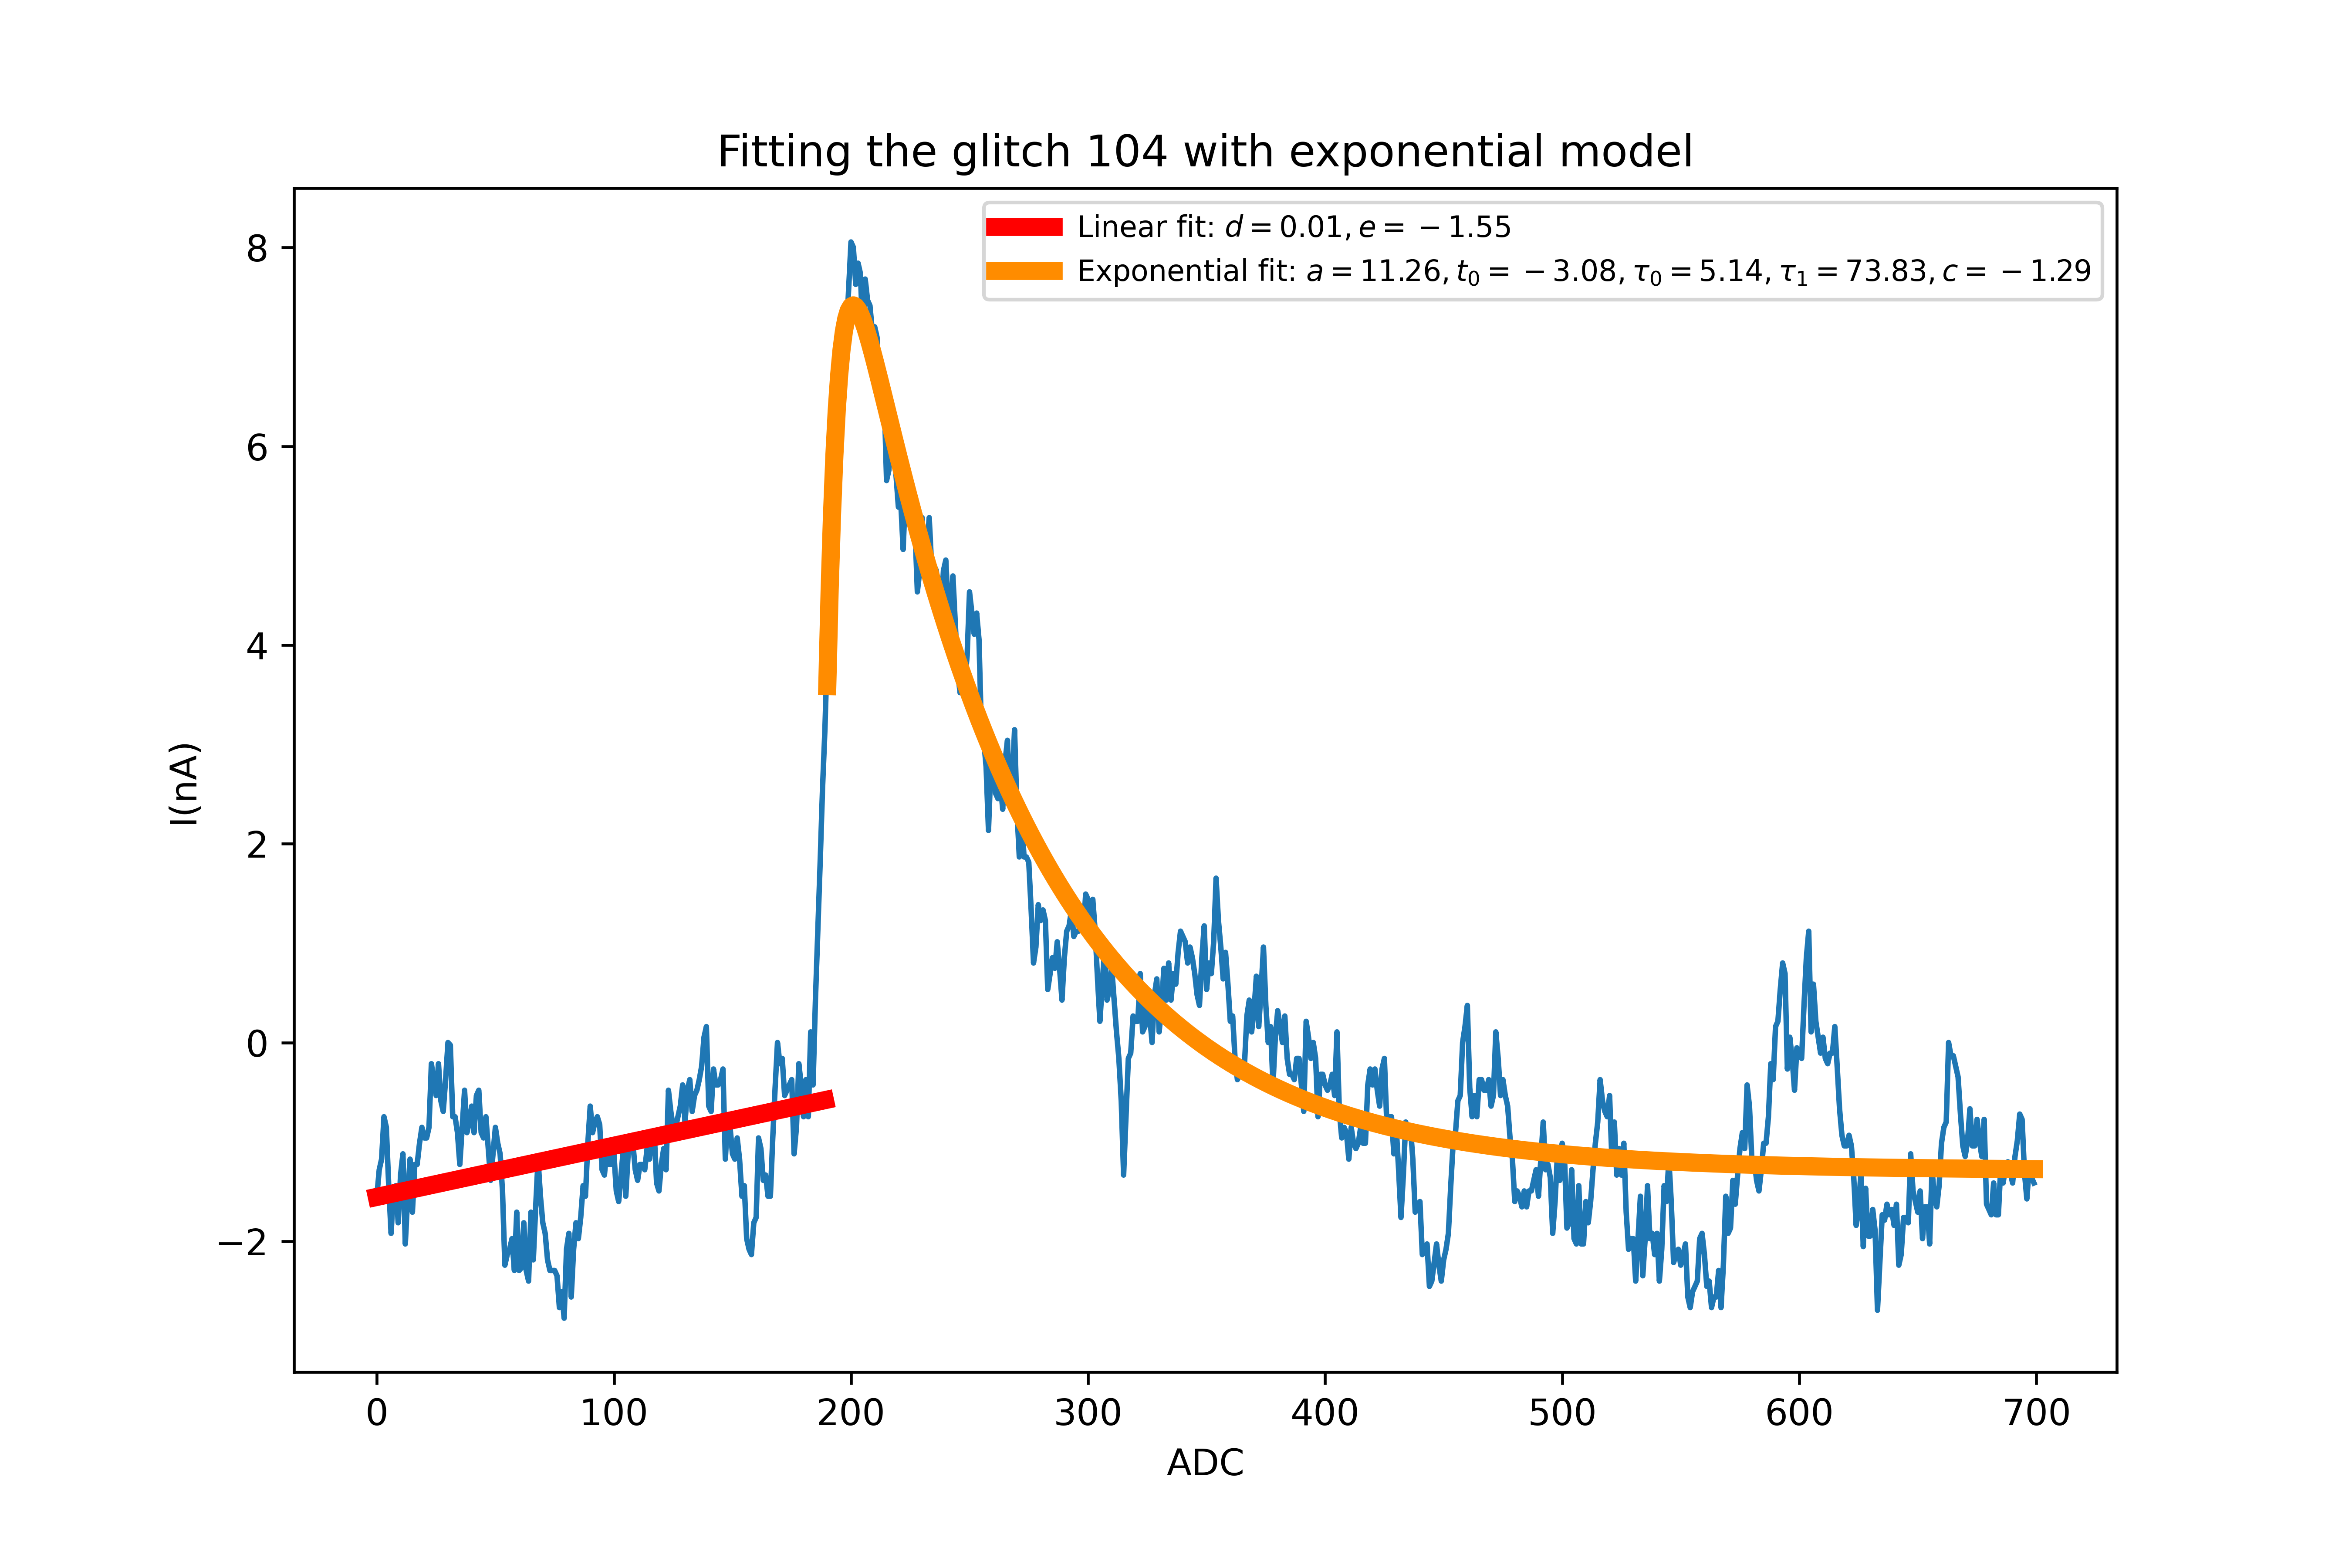 Fitting the glitch 104 with exponential model
Linear fit: d = 0.01, e = −1.55
Exponential fit: a = 11.26, t₀ = −3.08, τ₀ = 5.14, τ₁ = 73.83, c = −1.29
8
6
4
2
0
−2
I(nA)
0 100 200 300 400 500 600 700
ADC